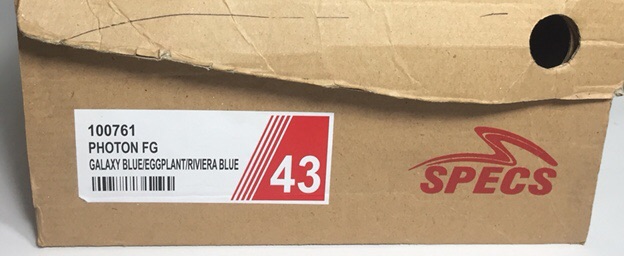 100761
PHOTON FG
GALAXY BLUE/EGGPLANT/RIVIERA BLUE
43
SPECS